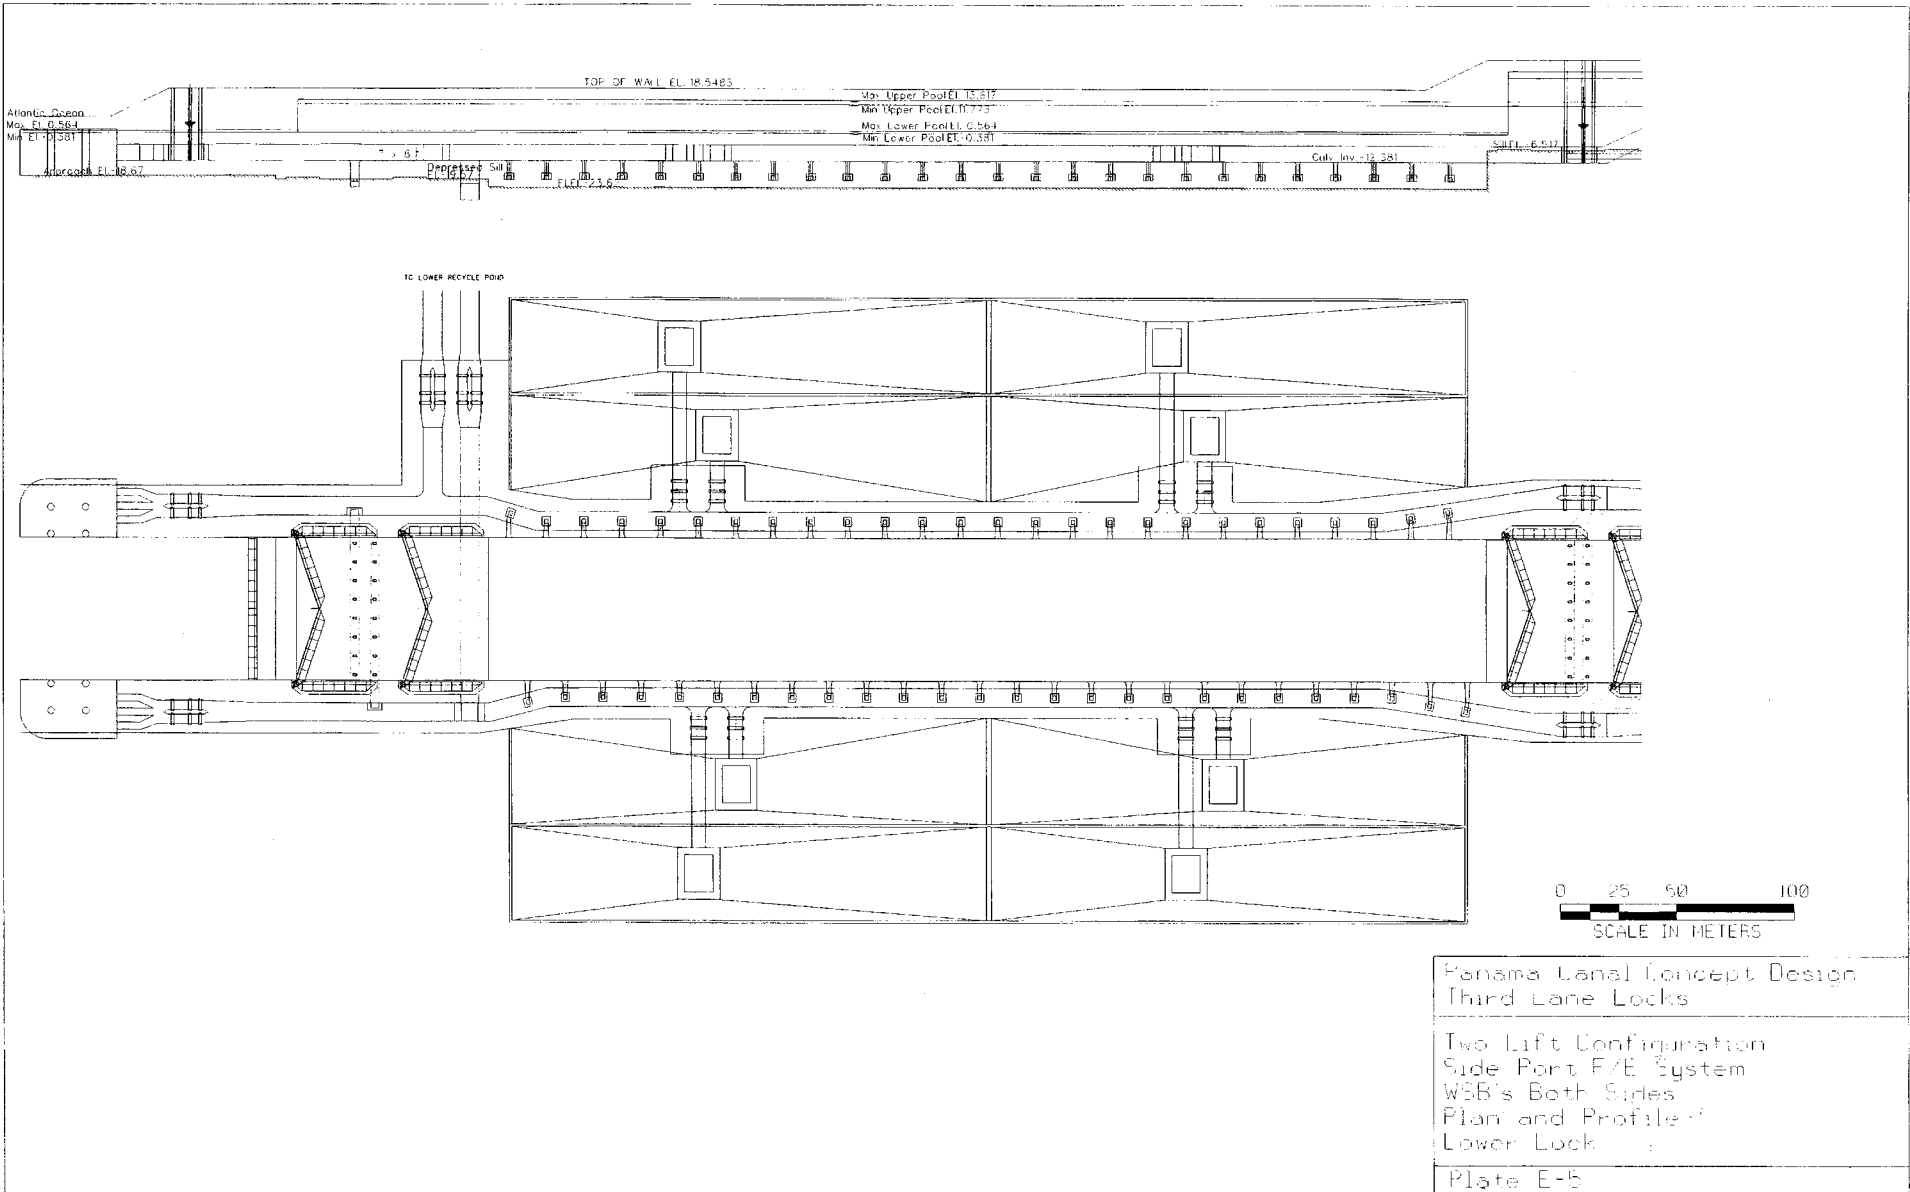 TOP OF WALL EL. 18.5483
Max Upper Pool El. 13.617
Min Upper Pool El. 11.773
Max Lower Pool El. 0.564
Min Lower Pool El. -0.381
Atlantic Ocean
Max El. 0.564
Min El. -0.381
Approach El. -18.67
Depressed Sill
Culv. Inv. -12.381
Sill El. -6.517
TO LOWER RECYCLE POND
0 25 50 100
SCALE IN METERS
Panama Canal Concept Design
Third Lane Locks
Two Lift Configuration
Side Port F/E System
WSB's Both Sides
Plan and Profile
Lower Lock
Plate E-5